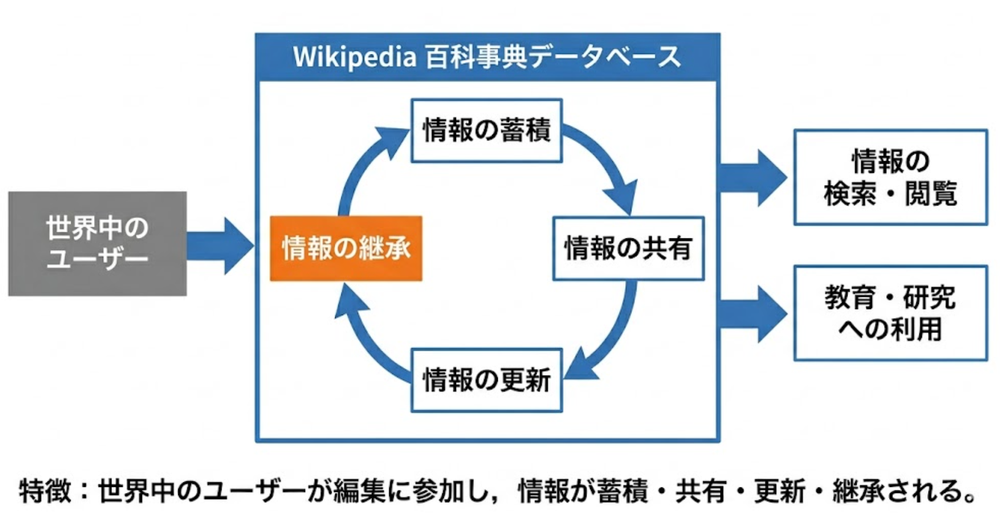 Wikipedia 百科事典データベース
情報の蓄積
情報の
検索・閲覧
世界中の
ユーザー
情報の継承
情報の共有
教育・研究
への利用
情報の更新
特徴：世界中のユーザーが編集に参加し，情報が蓄積・共有・更新・継承される。